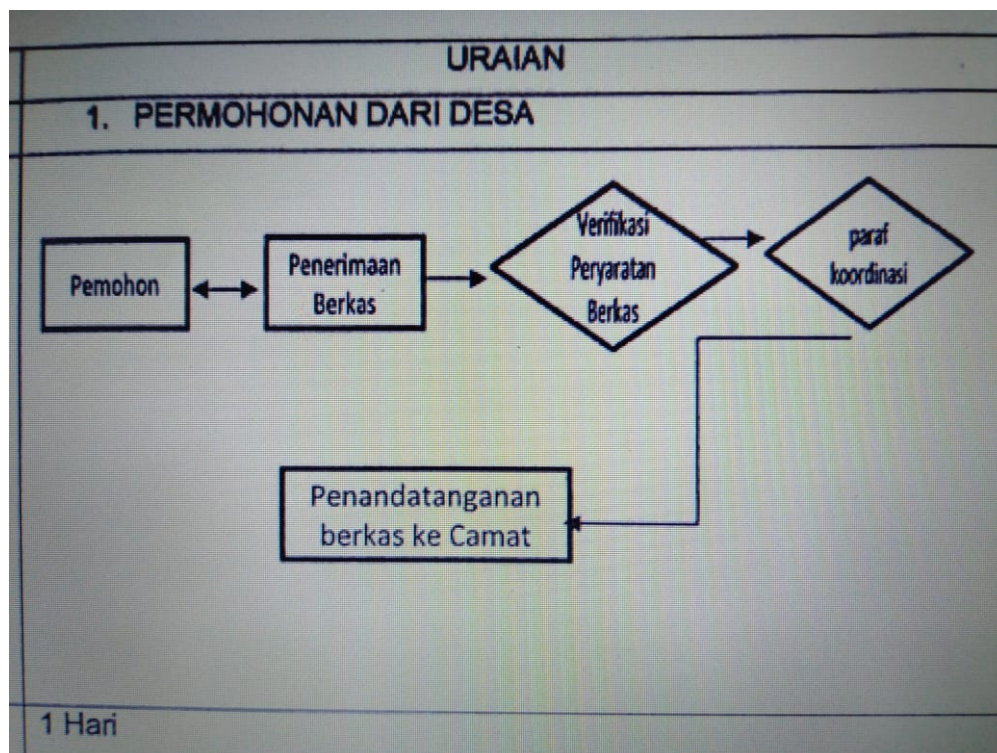 URAIAN
1. PERMOHONAN DARI DESA
Pemohon
Penerimaan
Berkas
Verifikasi
Peryaratan
Berkas
paraf
koordinasi
Penandatanganan
berkas ke Camat
1 Hari